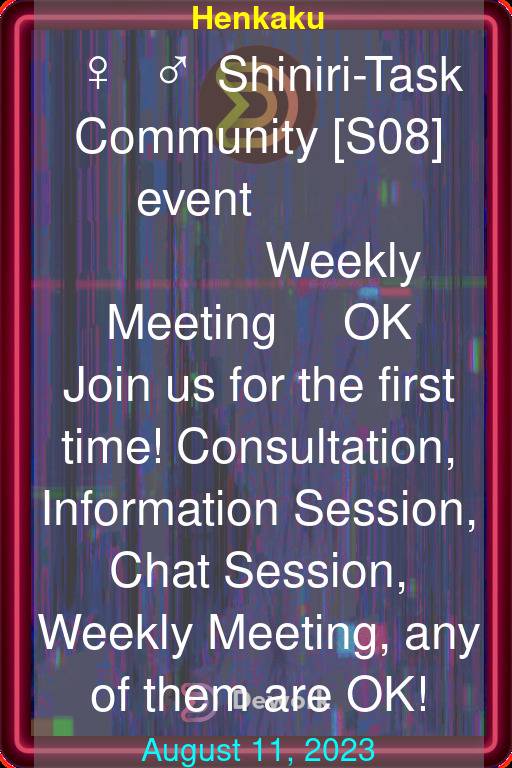 Henkaku
♀ ♂ Shiniri-Task
Community [S08]
event
Weekly
Meeting OK
Join us for the first
time! Consultation,
Information Session,
Chat Session,
Weekly Meeting, any
of them are OK!
Dework
August 11, 2023